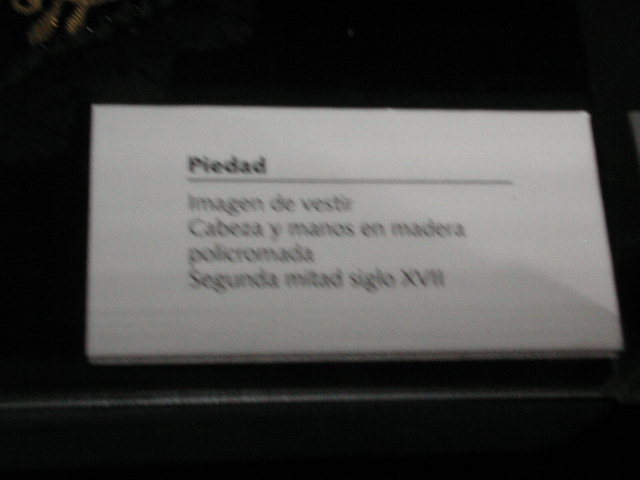 Piedad
Imagen de vestir
Cabeza y manos en madera
policromada
Segunda mitad siglo XVII